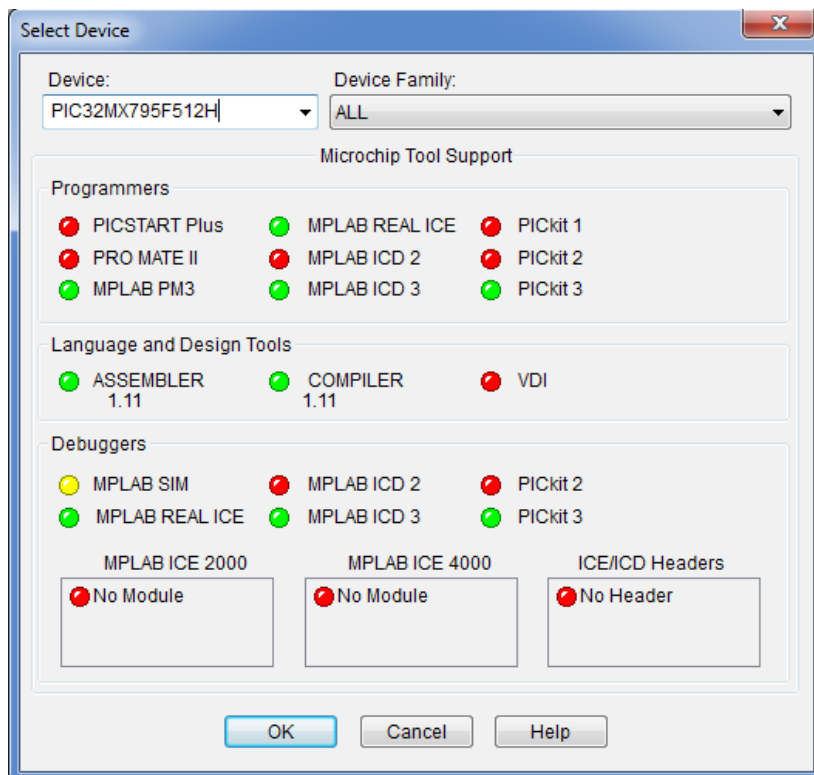 Select Device
Device: Device Family:
PIC32MX795F512H ALL
Microchip Tool Support
Programmers
PICSTART Plus MPLAB REAL ICE PICkit 1
PRO MATE II MPLAB ICD 2 PICkit 2
MPLAB PM3 MPLAB ICD 3 PICkit 3
Language and Design Tools
ASSEMBLER COMPILER VDI
1.11 1.11
Debuggers
MPLAB SIM MPLAB ICD 2 PICkit 2
MPLAB REAL ICE MPLAB ICD 3 PICkit 3
MPLAB ICE 2000 MPLAB ICE 4000 ICE/ICD Headers
No Module No Module No Header
OK Cancel Help